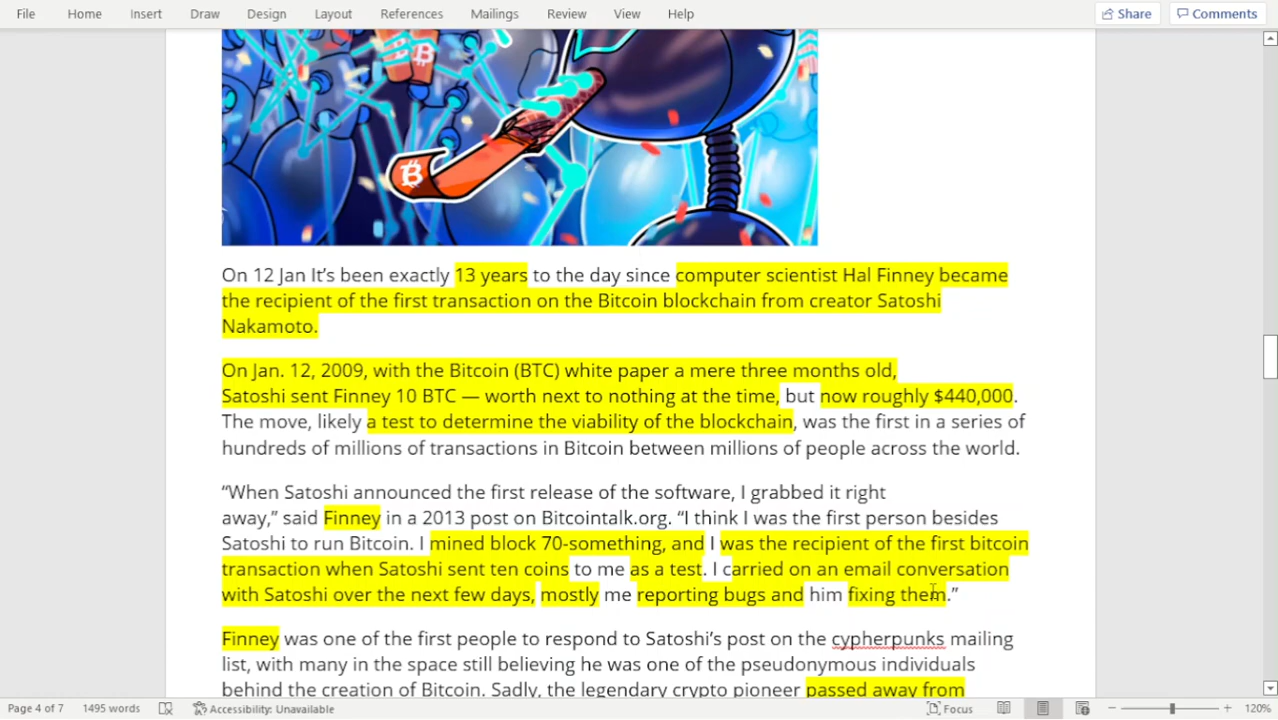 File Home Insert Draw Design Layout References Mailings Review View Help Share Comments
On 12 Jan It’s been exactly 13 years to the day since computer scientist Hal Finney became
the recipient of the first transaction on the Bitcoin blockchain from creator Satoshi
Nakamoto.
On Jan. 12, 2009, with the Bitcoin (BTC) white paper a mere three months old,
Satoshi sent Finney 10 BTC — worth next to nothing at the time, but now roughly $440,000.
The move, likely a test to determine the viability of the blockchain, was the first in a series of
hundreds of millions of transactions in Bitcoin between millions of people across the world.
“When Satoshi announced the first release of the software, I grabbed it right
away,” said Finney in a 2013 post on Bitcointalk.org. “I think I was the first person besides
Satoshi to run Bitcoin. I mined block 70-something, and I was the recipient of the first bitcoin
transaction when Satoshi sent ten coins to me as a test. I carried on an email conversation
with Satoshi over the next few days, mostly me reporting bugs and him fixing them.”
Finney was one of the first people to respond to Satoshi’s post on the cypherpunks mailing
list, with many in the space still believing he was one of the pseudonymous individuals
behind the creation of Bitcoin. Sadly, the legendary crypto pioneer passed away from
Page 4 of 7 1495 words Accessibility: Unavailable Focus 120%